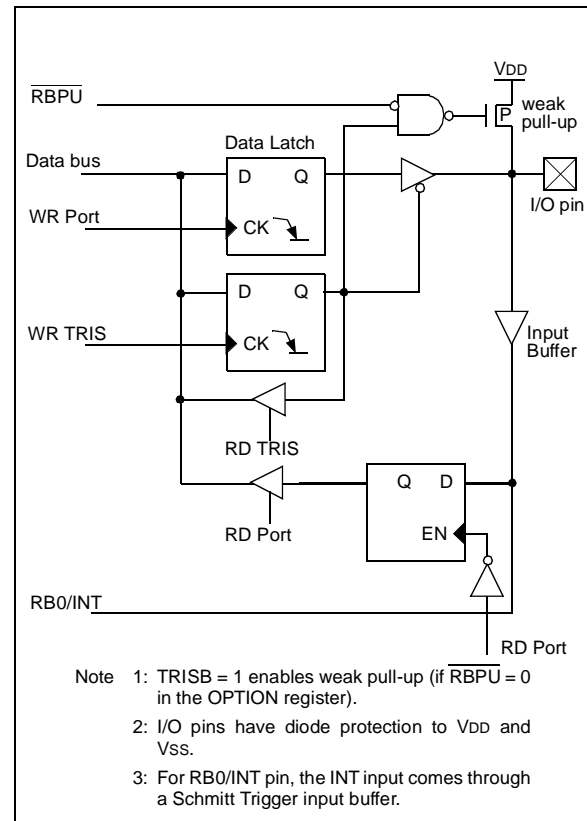 VDD
RBPU
P
weak
pull-up
Data Latch
Data bus
D Q
I/O pin
WR Port
CK
D Q
Input
Buffer
WR TRIS
CK
RD TRIS
Q D
RD Port
EN
RB0/INT
RD Port
Note 1: TRISB = 1 enables weak pull-up (if RBPU = 0
in the OPTION register).
2: I/O pins have diode protection to VDD and
VSS.
3: For RB0/INT pin, the INT input comes through
a Schmitt Trigger input buffer.